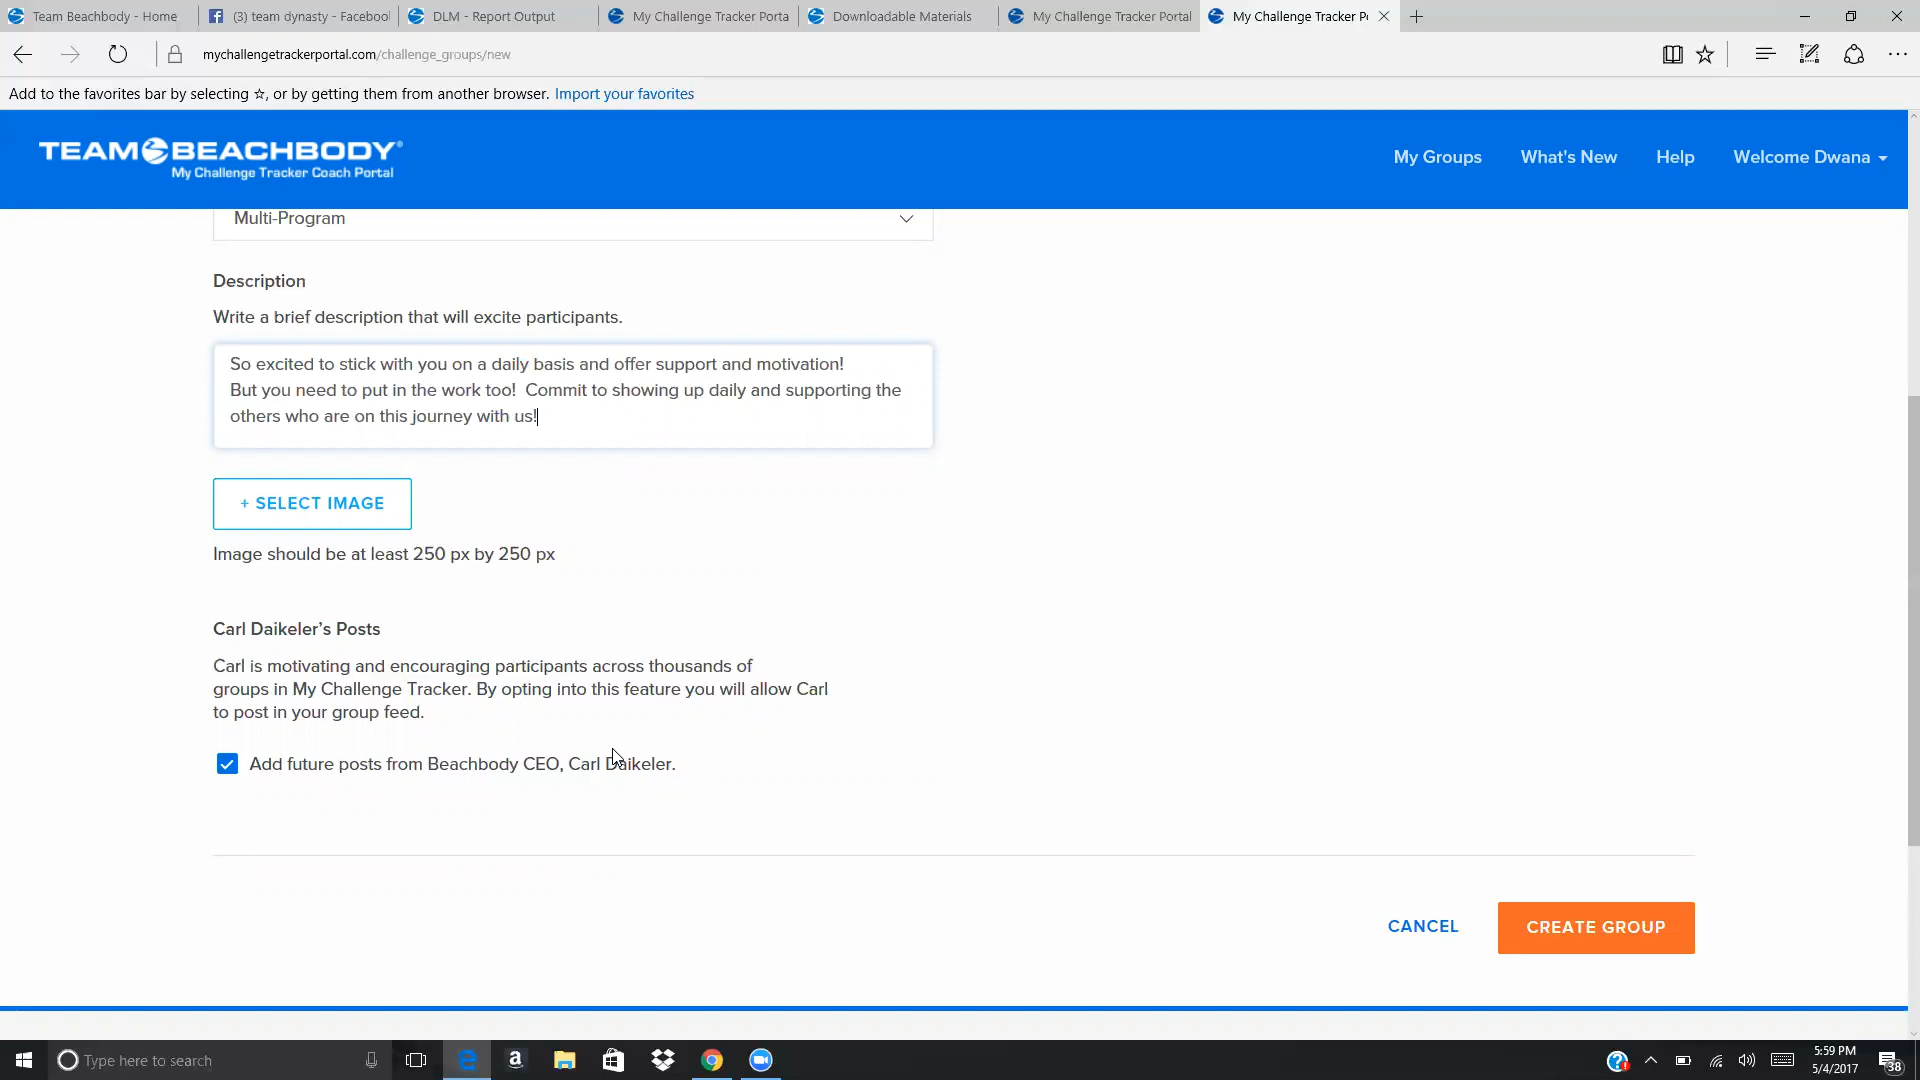 Team Beachbody - Home
(3) team dynasty - Faceboo
DLM - Report Output
My Challenge Tracker Porta
Downloadable Materials
My Challenge Tracker Portal
My Challenge Tracker P
mychallengetrackerportal.com/challenge_groups/new
Add to the favorites bar by selecting ☆, or by getting them from another browser. Import your favorites
TEAM BEACHBODY®
My Challenge Tracker Coach Portal
My Groups
What's New
Help
Welcome Dwana
Multi-Program
Description
Write a brief description that will excite participants.
So excited to stick with you on a daily basis and offer support and motivation!
But you need to put in the work too!  Commit to showing up daily and supporting the
others who are on this journey with us!
+ SELECT IMAGE
Image should be at least 250 px by 250 px
Carl Daikeler's Posts
Carl is motivating and encouraging participants across thousands of
groups in My Challenge Tracker. By opting into this feature you will allow Carl
to post in your group feed.
Add future posts from Beachbody CEO, Carl Daikeler.
CANCEL
CREATE GROUP
Type here to search
5:59 PM
5/4/2017
38